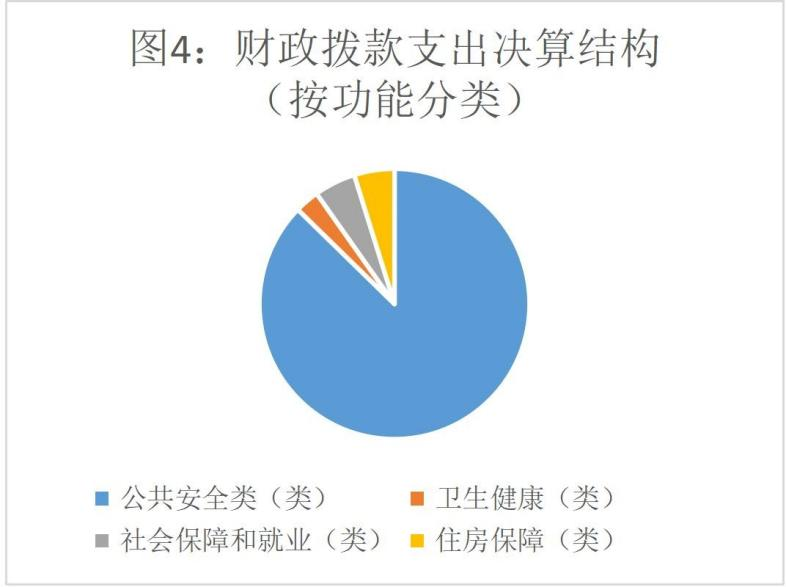 图4：财政拨款支出决算结构
（按功能分类）
公共安全类（类）
卫生健康（类）
社会保障和就业（类）
住房保障（类）